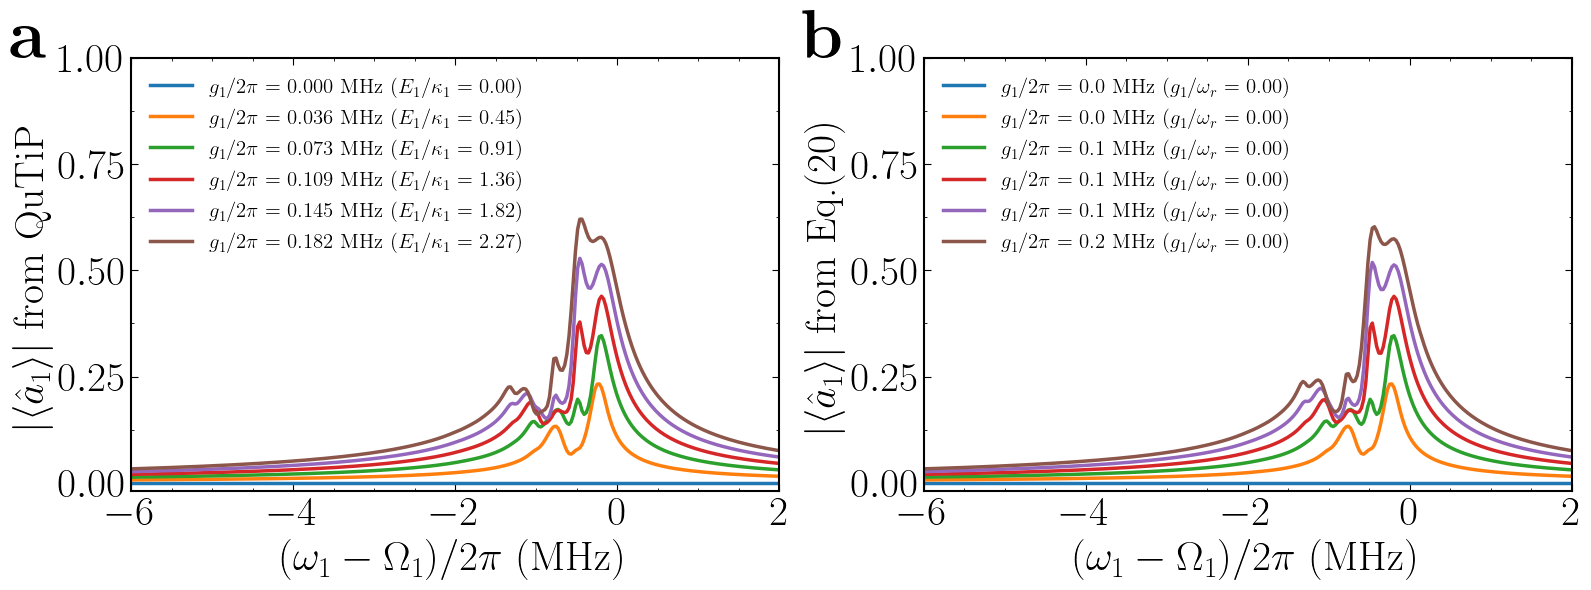 a
|⟨â₁⟩| from QuTiP
1.00
0.75
0.50
0.25
0.00
g₁/2π = 0.000 MHz (E₁/κ₁ = 0.00)
g₁/2π = 0.036 MHz (E₁/κ₁ = 0.45)
g₁/2π = 0.073 MHz (E₁/κ₁ = 0.91)
g₁/2π = 0.109 MHz (E₁/κ₁ = 1.36)
g₁/2π = 0.145 MHz (E₁/κ₁ = 1.82)
g₁/2π = 0.182 MHz (E₁/κ₁ = 2.27)
−6 −4 −2 0 2
(ω₁ − Ω₁)/2π (MHz)
b
|⟨â₁⟩| from Eq.(20)
1.00
0.75
0.50
0.25
0.00
g₁/2π = 0.0 MHz (g₁/ωᵣ = 0.00)
g₁/2π = 0.0 MHz (g₁/ωᵣ = 0.00)
g₁/2π = 0.1 MHz (g₁/ωᵣ = 0.00)
g₁/2π = 0.1 MHz (g₁/ωᵣ = 0.00)
g₁/2π = 0.1 MHz (g₁/ωᵣ = 0.00)
g₁/2π = 0.2 MHz (g₁/ωᵣ = 0.00)
−6 −4 −2 0 2
(ω₁ − Ω₁)/2π (MHz)